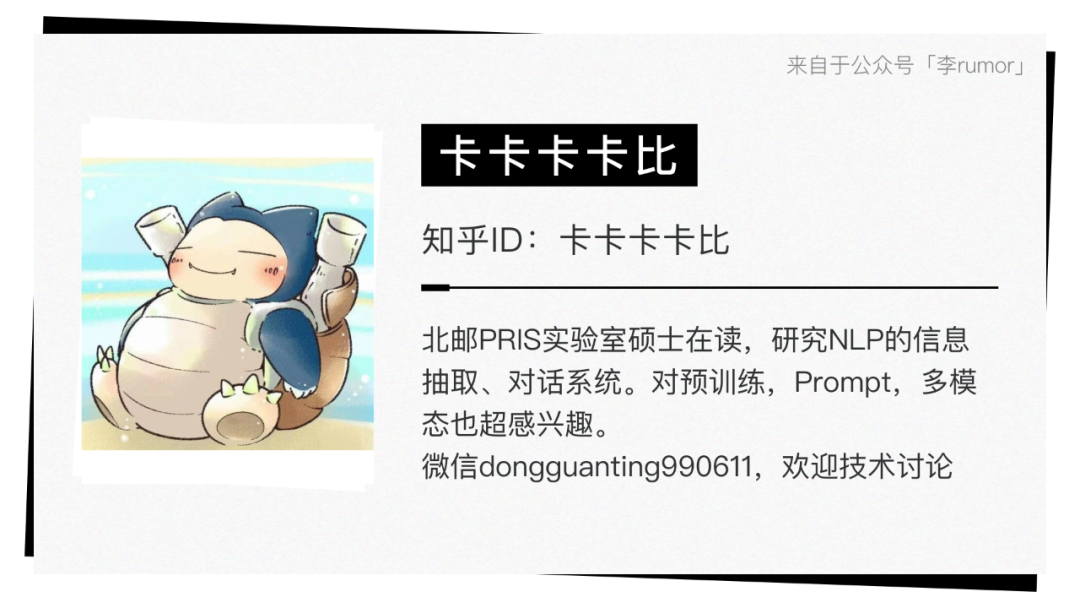 来自于公众号「李rumor」
卡卡卡卡比
知乎ID：卡卡卡卡比
北邮PRIS实验室硕士在读，研究NLP的信息
抽取、对话系统。对预训练，Prompt，多模
态也超感兴趣。
微信dongguanting990611，欢迎技术讨论